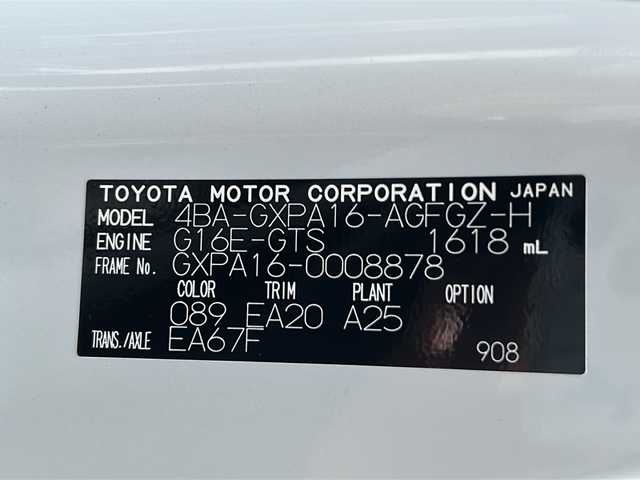 TOYOTA MOTOR CORPORATION JAPAN
MODEL 4BA-GXPA16-AGFGZ-H
ENGINE G16E-GTS 1618 mL
FRAME No. GXPA16-0008878
COLOR TRIM PLANT OPTION
089 EA20 A25
TRANS./AXLE EA67F 908